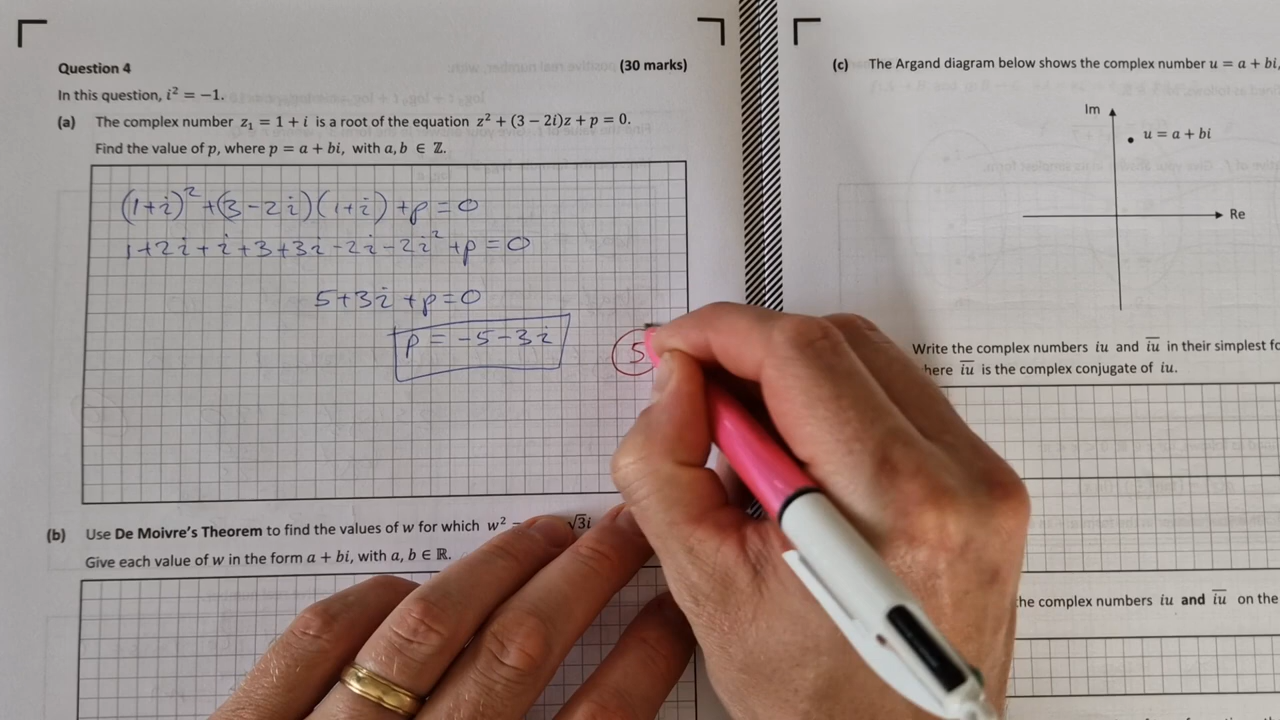 Question 4 (30 marks)
In this question, i² = −1.
(a) The complex number z₁ = 1 + i is a root of the equation z² + (3 − 2i)z + p = 0.
Find the value of p, where p = a + bi, with a, b ∈ ℤ.
(1+i)² + (3−2i)(1+i) + p = 0
1+2i+i+3+3i−2i−2i²+p=0
5+3i+p=0
p = −5−3i
5
(b) Use De Moivre's Theorem to find the values of w for which w² = √3i
Give each value of w in the form a + bi, with a, b ∈ ℝ.
(c) The Argand diagram below shows the complex number u = a + bi,
Im
u = a + bi
Re
Write the complex numbers iu and i̅u̅ in their simplest
here i̅u̅ is the complex conjugate of iu.
the complex numbers iu and i̅u̅ on the